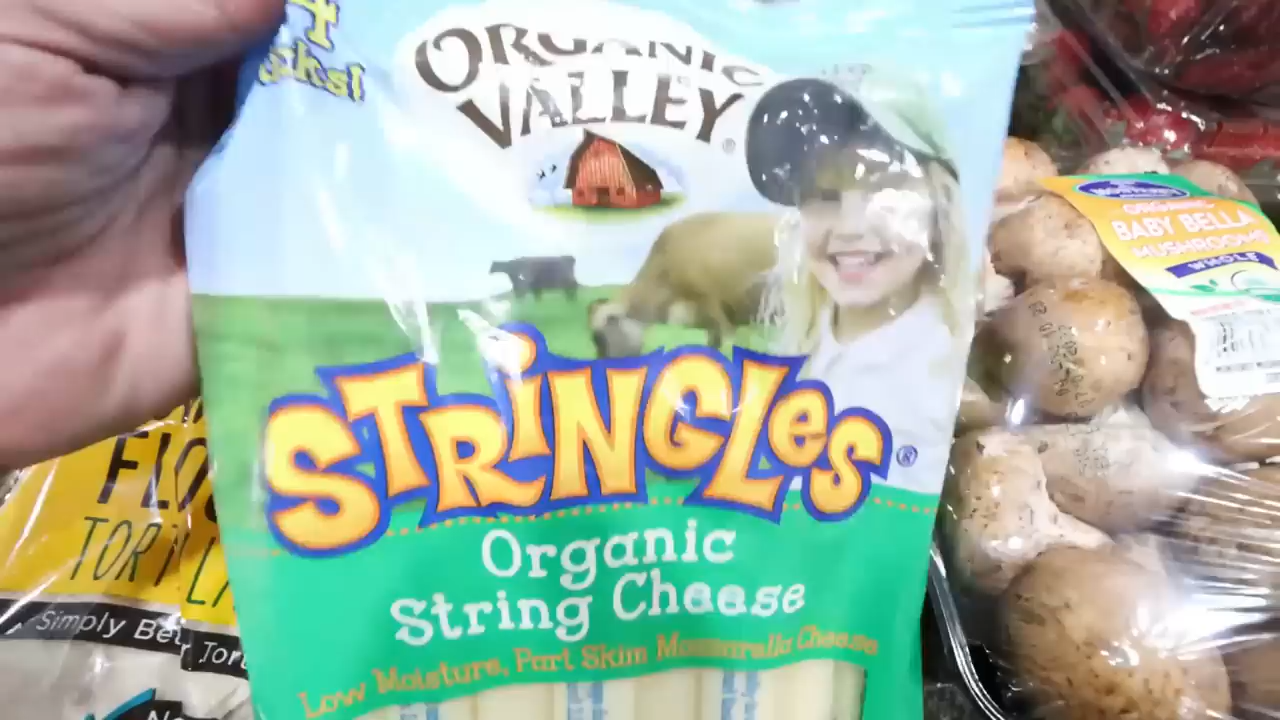 ORGANIC
VALLEY®
STRiNGLeS®
Organic
String Cheese
Low Moisture, Part Skim Mozzarella Cheese
ORGANIC
BABY BELLA
MUSHROOMS
WHOLE
FLO
TORTILLA
Simply Bet
Tort